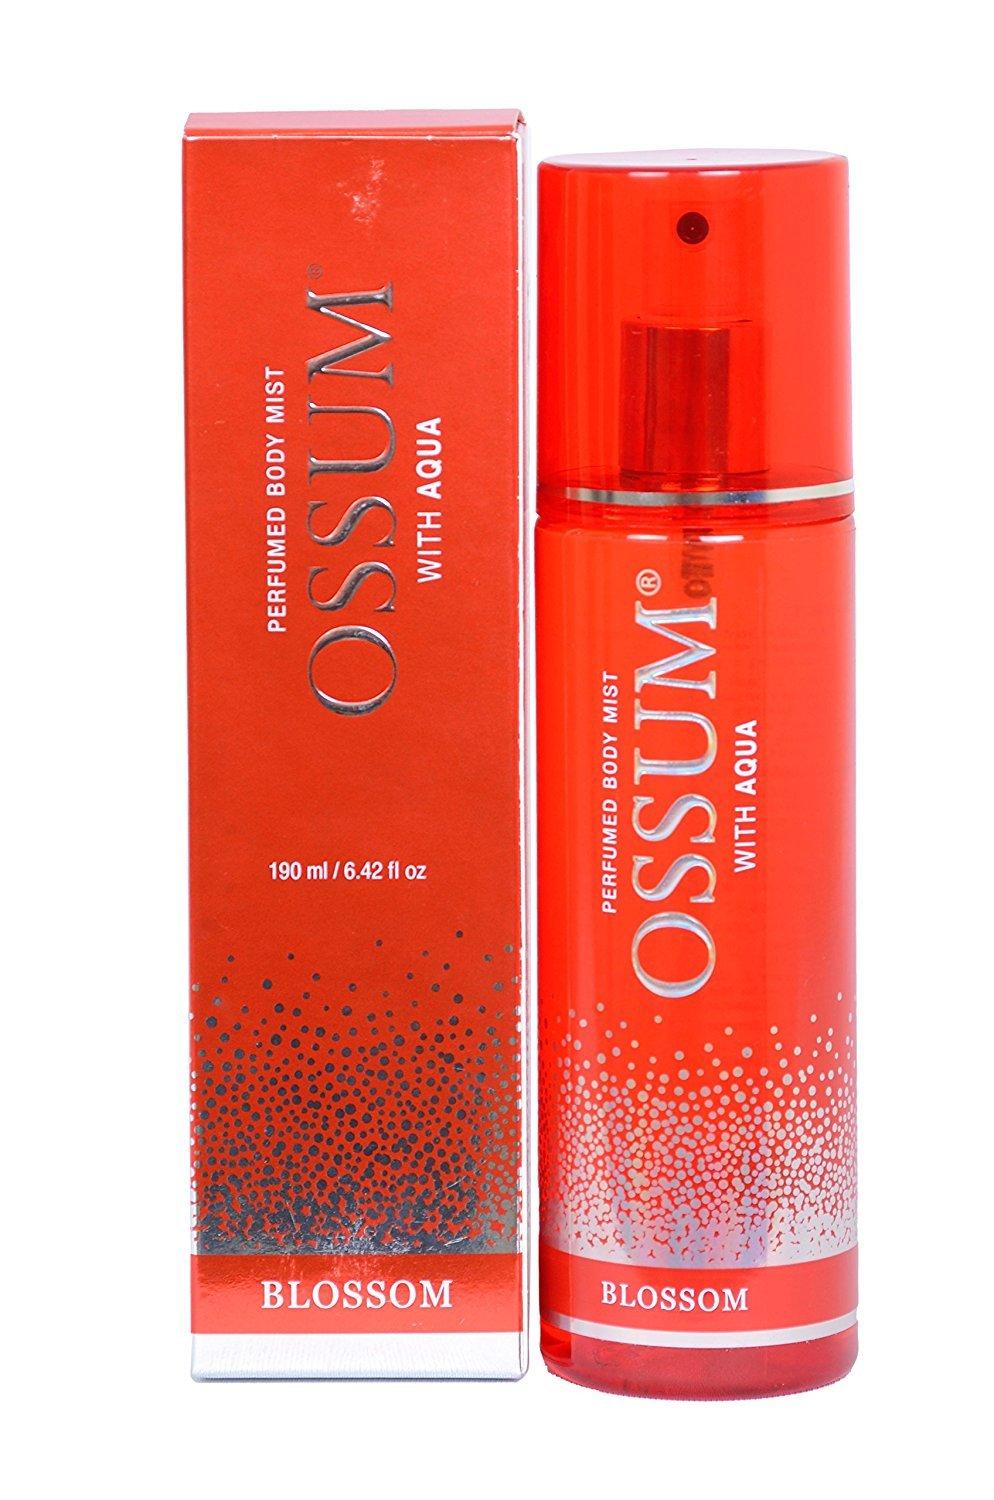 PERFUMED BODY MIST
OSSUM®
WITH AQUA
190 ml / 6.42 fl oz
BLOSSOM
PERFUMED BODY MIST
OSSUM®
WITH AQUA
BLOSSOM